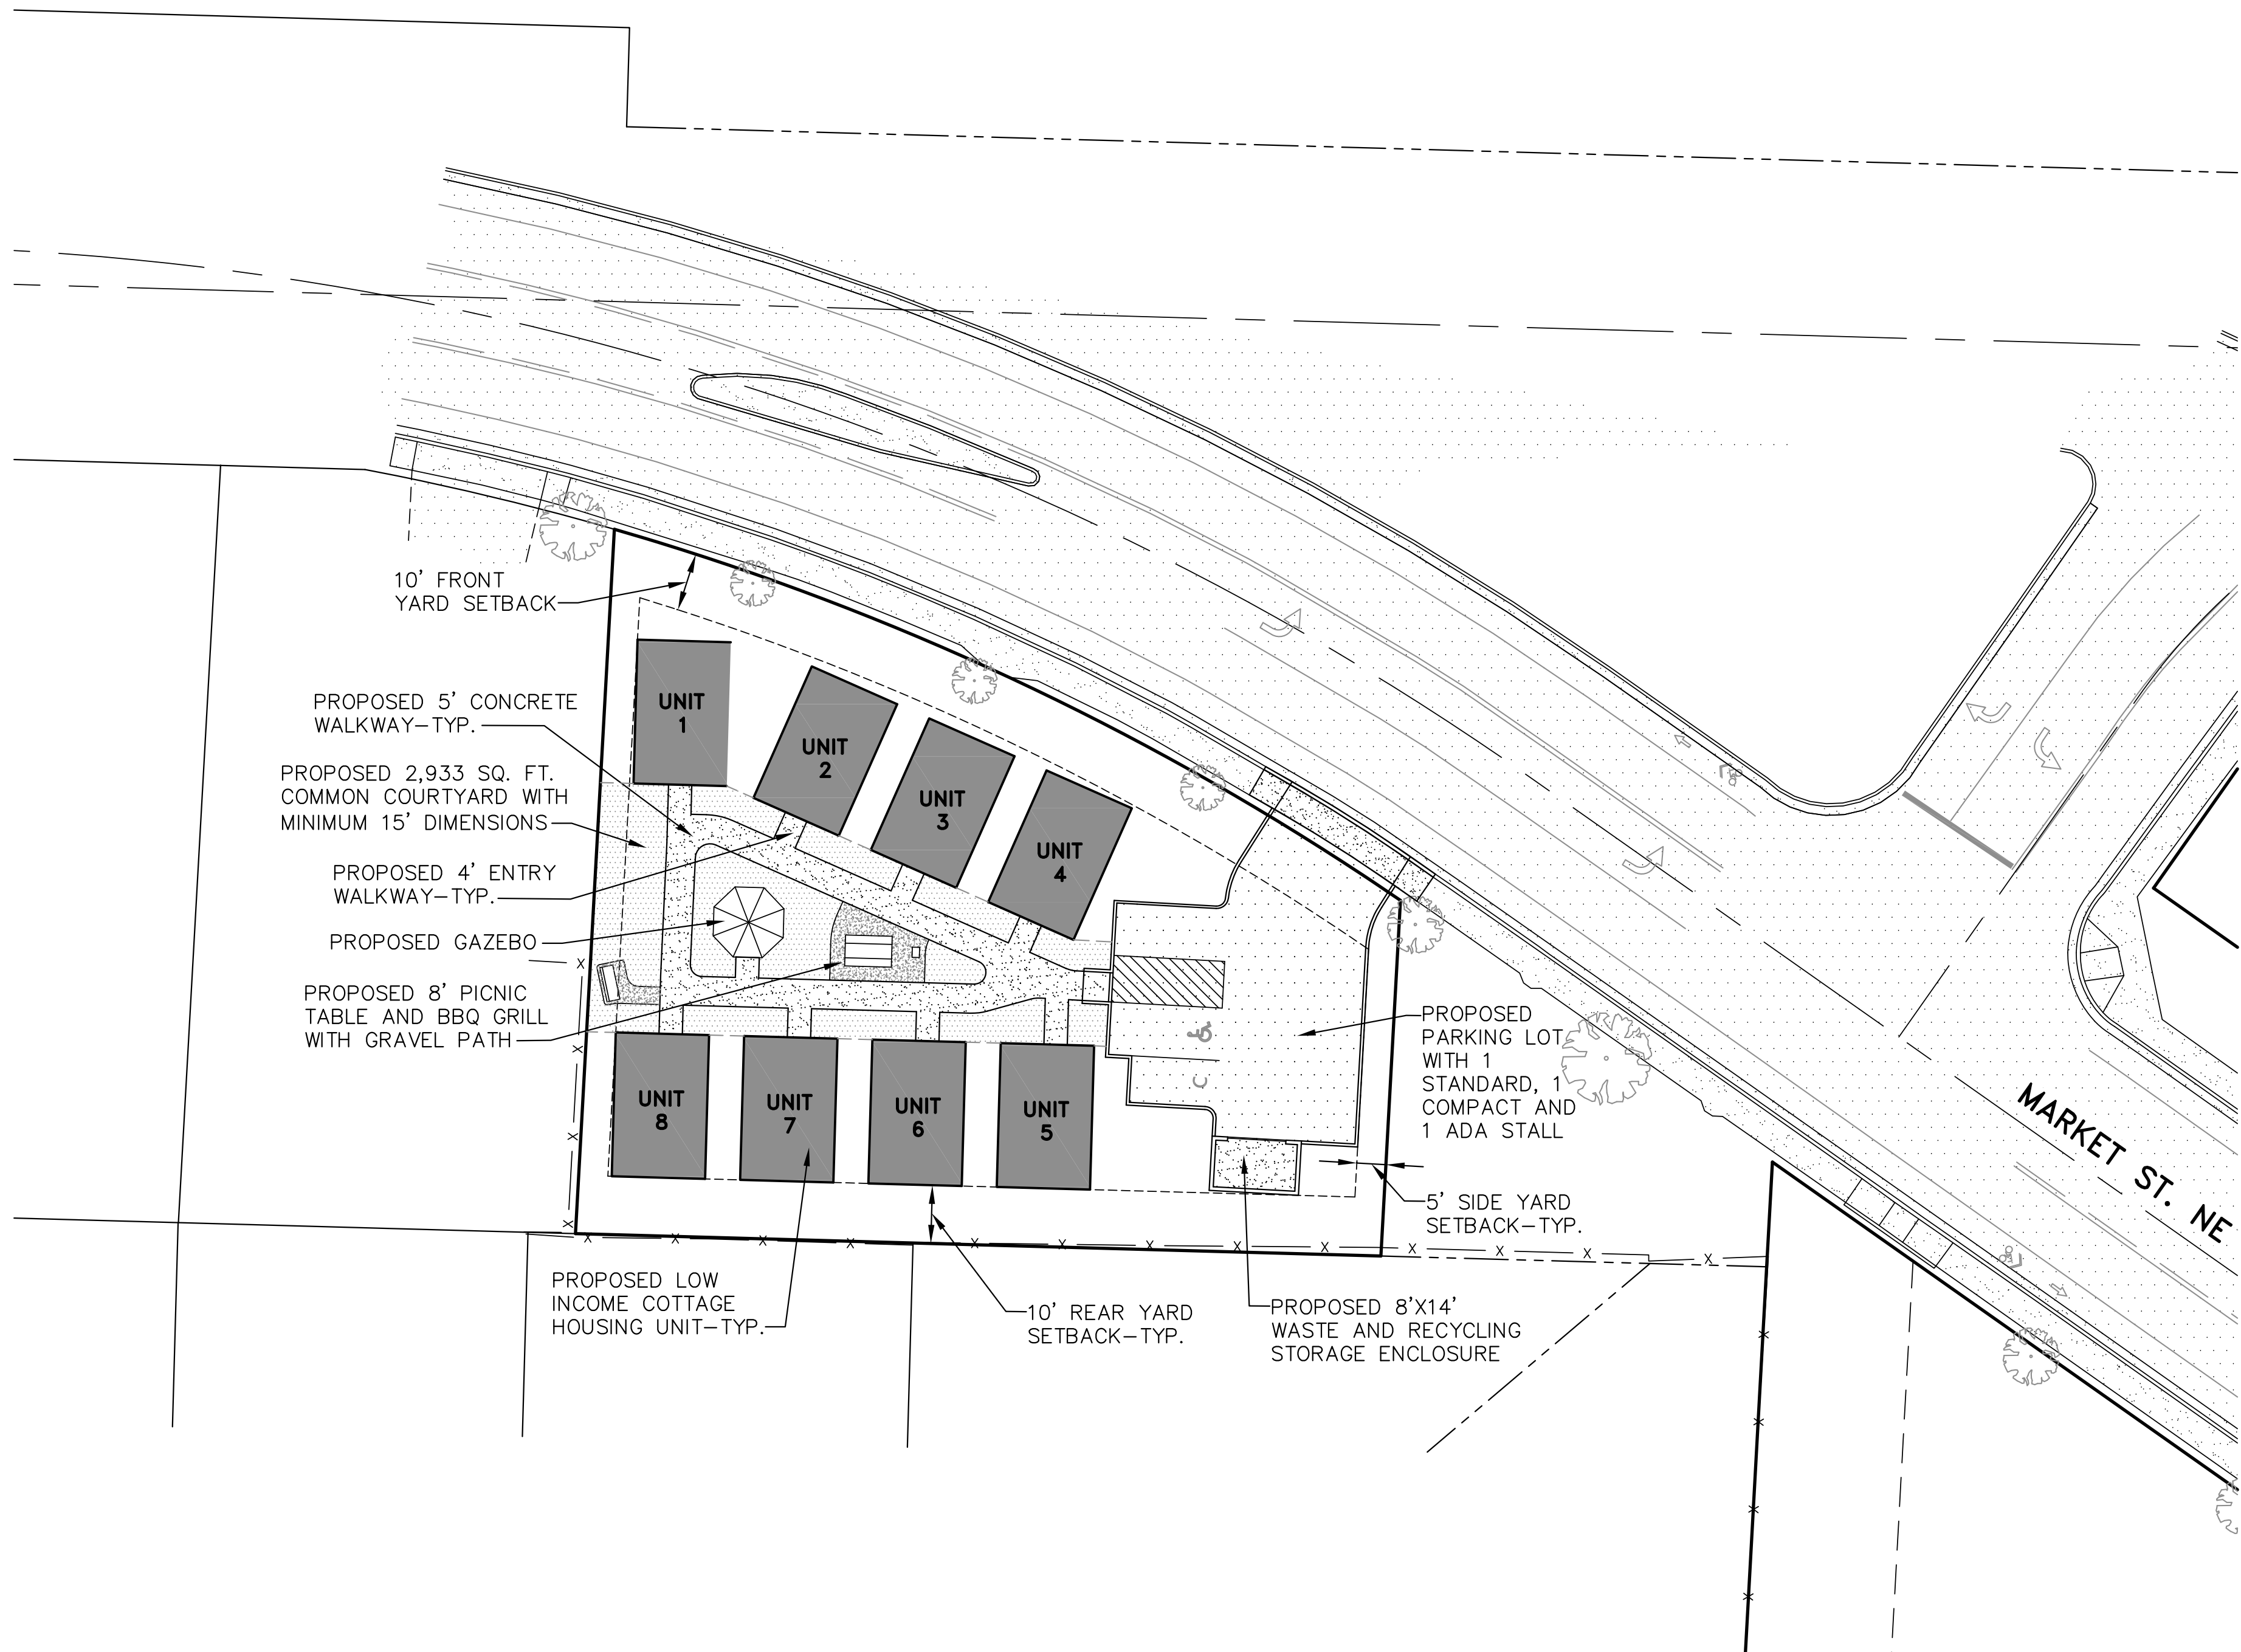 10' FRONT
YARD SETBACK
PROPOSED 5' CONCRETE
WALKWAY-TYP.
PROPOSED 2,933 SQ. FT.
COMMON COURTYARD WITH
MINIMUM 15' DIMENSIONS
PROPOSED 4' ENTRY
WALKWAY-TYP.
PROPOSED GAZEBO
PROPOSED 8' PICNIC
TABLE AND BBQ GRILL
WITH GRAVEL PATH
UNIT
1
UNIT
2
UNIT
3
UNIT
4
UNIT
8
UNIT
7
UNIT
6
UNIT
5
C
PROPOSED
PARKING LOT
WITH 1
STANDARD, 1
COMPACT AND
1 ADA STALL
5' SIDE YARD
SETBACK-TYP.
MARKET ST. NE
PROPOSED LOW
INCOME COTTAGE
HOUSING UNIT-TYP.
10' REAR YARD
SETBACK-TYP.
PROPOSED 8'X14'
WASTE AND RECYCLING
STORAGE ENCLOSURE